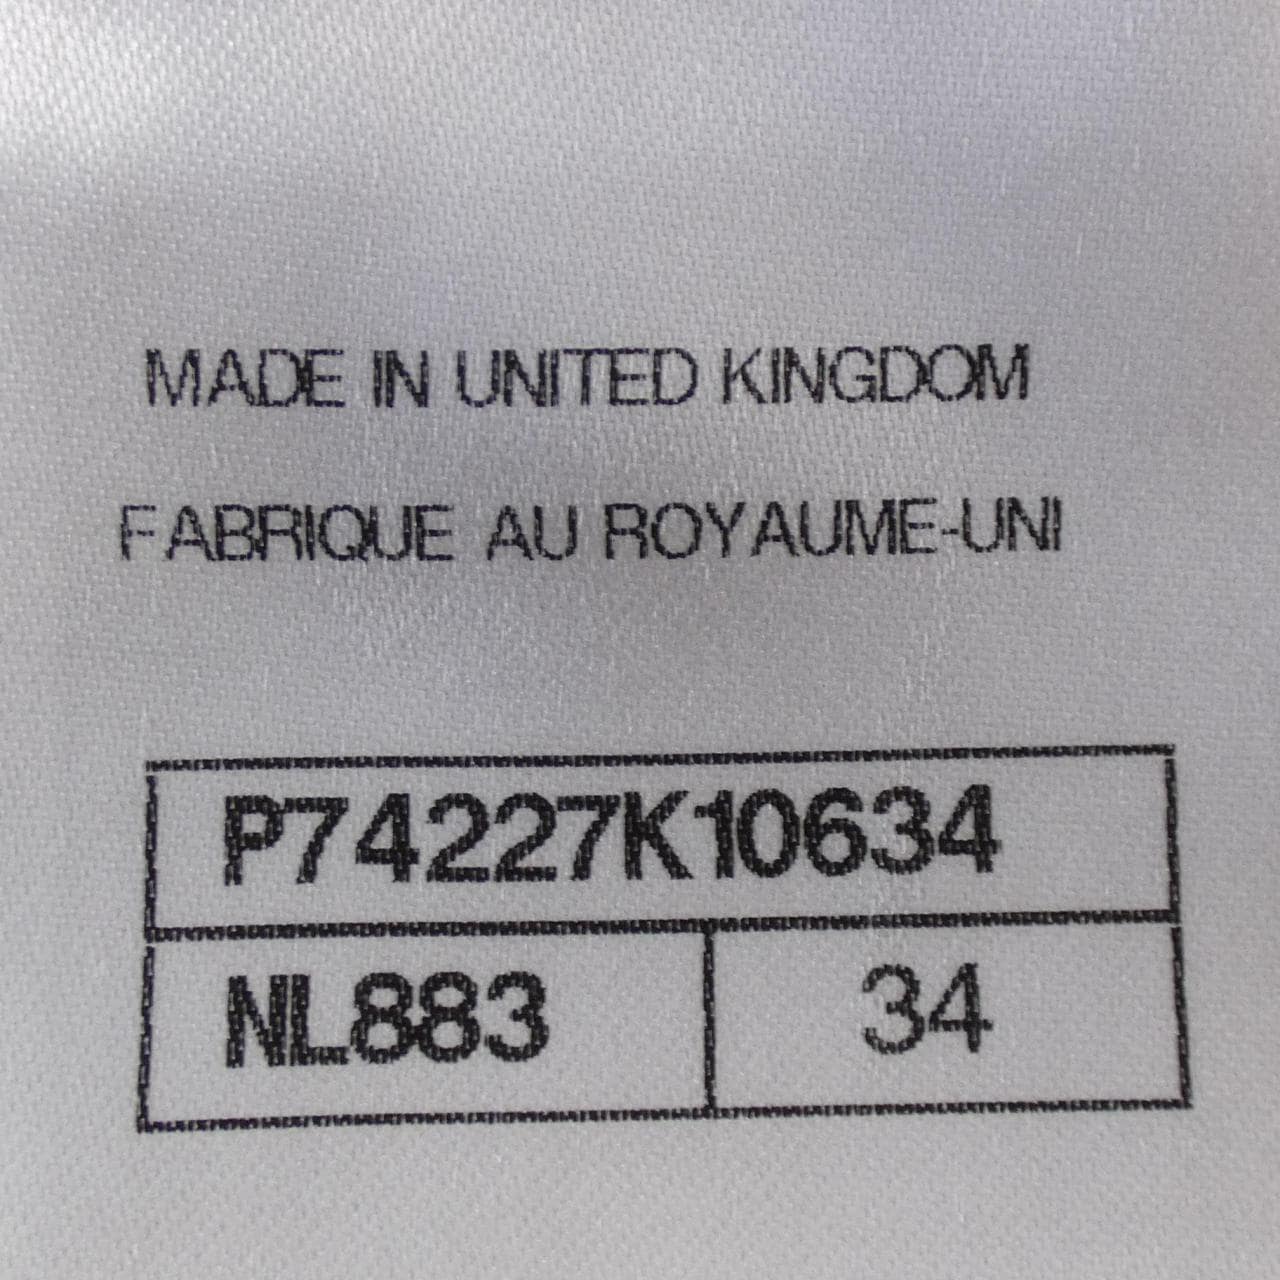 MADE IN UNITED KINGDOM
FABRIQUE AU ROYAUME-UNI
P74227K10634
NL883 34